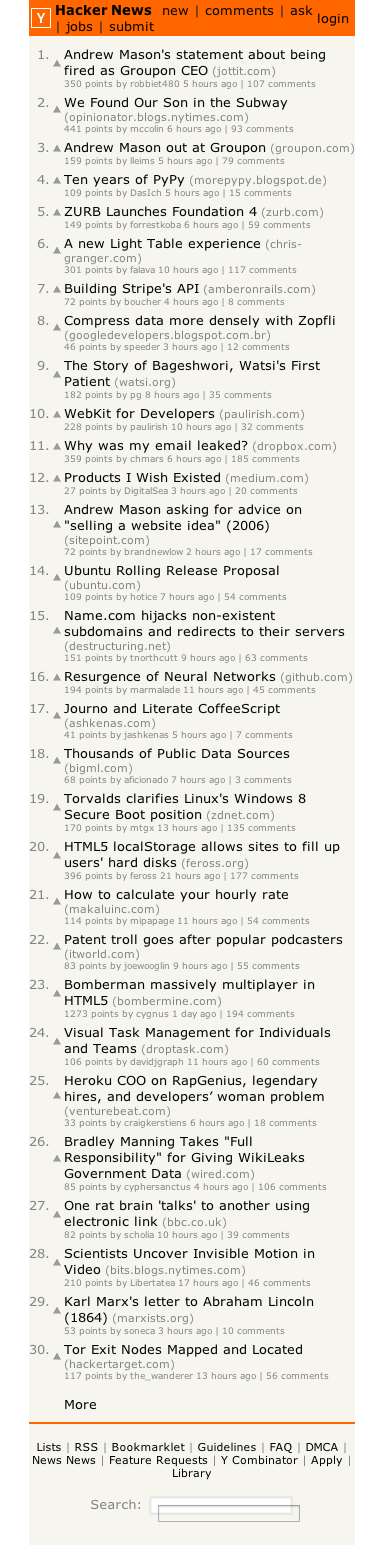 Y Hacker News new | comments | ask
| jobs | submit login
1. Andrew Mason's statement about being
fired as Groupon CEO (jottit.com)
350 points by robbiet480 5 hours ago | 107 comments
2. We Found Our Son in the Subway
(opinionator.blogs.nytimes.com)
441 points by mccolin 6 hours ago | 93 comments
3. Andrew Mason out at Groupon (groupon.com)
159 points by lleims 5 hours ago | 79 comments
4. Ten years of PyPy (morepypy.blogspot.de)
109 points by DasIch 5 hours ago | 15 comments
5. ZURB Launches Foundation 4 (zurb.com)
149 points by forrestkoba 6 hours ago | 59 comments
6. A new Light Table experience (chris-
granger.com)
301 points by falava 10 hours ago | 117 comments
7. Building Stripe's API (amberonrails.com)
72 points by boucher 4 hours ago | 8 comments
8. Compress data more densely with Zopfli
(googledevelopers.blogspot.com.br)
46 points by speeder 3 hours ago | 12 comments
9. The Story of Bageshwori, Watsi's First
Patient (watsi.org)
182 points by pg 8 hours ago | 35 comments
10. WebKit for Developers (paulirish.com)
228 points by paulirish 10 hours ago | 32 comments
11. Why was my email leaked? (dropbox.com)
359 points by chmars 6 hours ago | 185 comments
12. Products I Wish Existed (medium.com)
27 points by DigitalSea 3 hours ago | 20 comments
13. Andrew Mason asking for advice on
"selling a website idea" (2006)
(sitepoint.com)
72 points by brandnewlow 2 hours ago | 17 comments
14. Ubuntu Rolling Release Proposal
(ubuntu.com)
109 points by hotice 7 hours ago | 54 comments
15. Name.com hijacks non-existent
subdomains and redirects to their servers
(destructuring.net)
151 points by tnorthcutt 9 hours ago | 63 comments
16. Resurgence of Neural Networks (github.com)
194 points by marmalade 11 hours ago | 45 comments
17. Journo and Literate CoffeeScript
(ashkenas.com)
41 points by jashkenas 5 hours ago | 7 comments
18. Thousands of Public Data Sources
(bigml.com)
68 points by aficionado 7 hours ago | 3 comments
19. Torvalds clarifies Linux's Windows 8
Secure Boot position (zdnet.com)
170 points by mtgx 13 hours ago | 135 comments
20. HTML5 localStorage allows sites to fill up
users' hard disks (feross.org)
396 points by feross 21 hours ago | 177 comments
21. How to calculate your hourly rate
(makaluinc.com)
114 points by mipapage 11 hours ago | 54 comments
22. Patent troll goes after popular podcasters
(itworld.com)
83 points by joewooglin 9 hours ago | 55 comments
23. Bomberman massively multiplayer in
HTML5 (bombermine.com)
1273 points by cygnus 1 day ago | 194 comments
24. Visual Task Management for Individuals
and Teams (droptask.com)
106 points by davidjgraph 11 hours ago | 60 comments
25. Heroku COO on RapGenius, legendary
hires, and developers’ woman problem
(venturebeat.com)
33 points by craigkerstiens 6 hours ago | 18 comments
26. Bradley Manning Takes "Full
Responsibility" for Giving WikiLeaks
Government Data (wired.com)
85 points by cyphersanctus 4 hours ago | 106 comments
27. One rat brain 'talks' to another using
electronic link (bbc.co.uk)
82 points by scholia 10 hours ago | 39 comments
28. Scientists Uncover Invisible Motion in
Video (bits.blogs.nytimes.com)
210 points by Libertatea 17 hours ago | 46 comments
29. Karl Marx's letter to Abraham Lincoln
(1864) (marxists.org)
53 points by soneca 3 hours ago | 10 comments
30. Tor Exit Nodes Mapped and Located
(hackertarget.com)
117 points by the_wanderer 13 hours ago | 56 comments
More
Lists | RSS | Bookmarklet | Guidelines | FAQ | DMCA |
News News | Feature Requests | Y Combinator | Apply |
Library
Search: